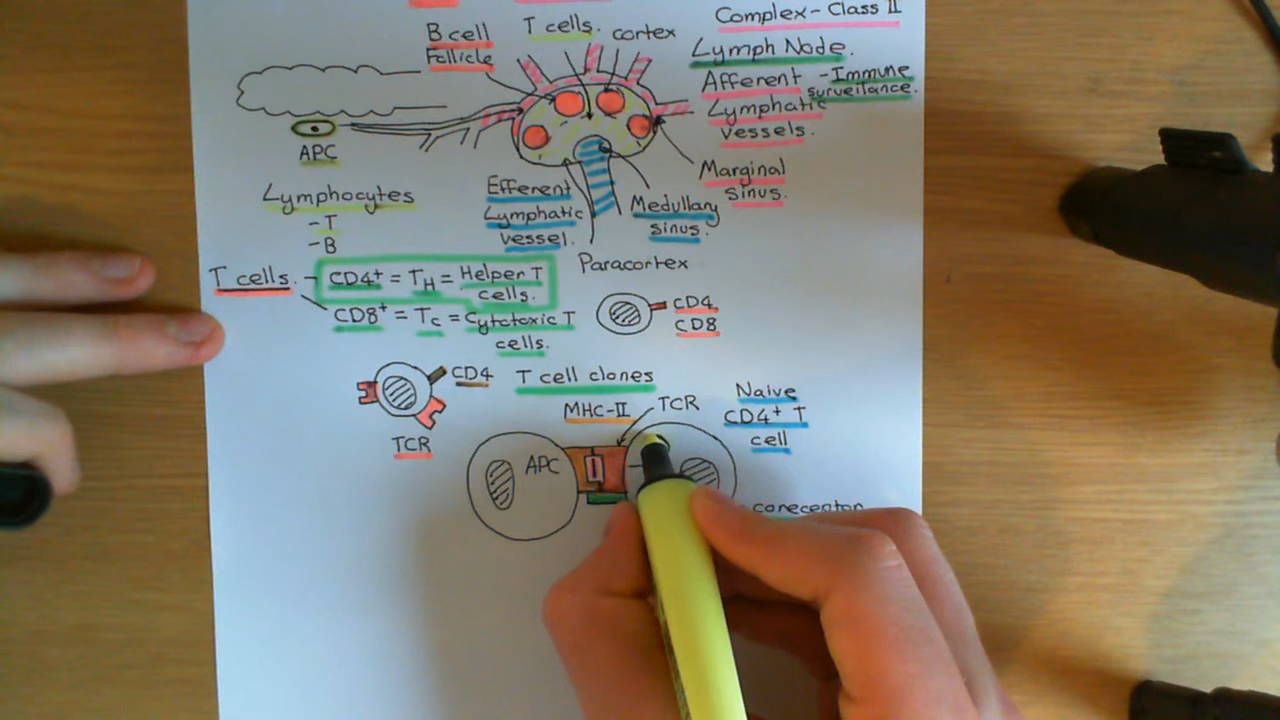 Complex-Class II
B cell
Follicle
T cells.
cortex
Lymph Node.
Afferent
Lymphatic
vessels.
-Immune
surveilance.
APC
Marginal
sinus.
Lymphocytes
-T
-B
Efferent
Lymphatic
vessel.
Medullary
sinus.
Paracortex
T cells. - CD4+ = TH = Helper T
cells.
CD8+ = Tc = Cytotoxic T
cells.
CD4
CD8
CD4
TCR
T cell clones
MHC-II
TCR
Naive
CD4+ T
cell
APC
coreceptor